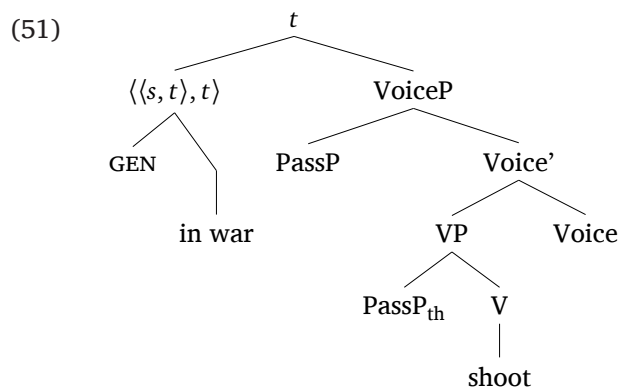 (51)
t
⟨⟨s, t⟩, t⟩ VoiceP
GEN PassP Voice’
in war VP Voice
PassP_th V
shoot